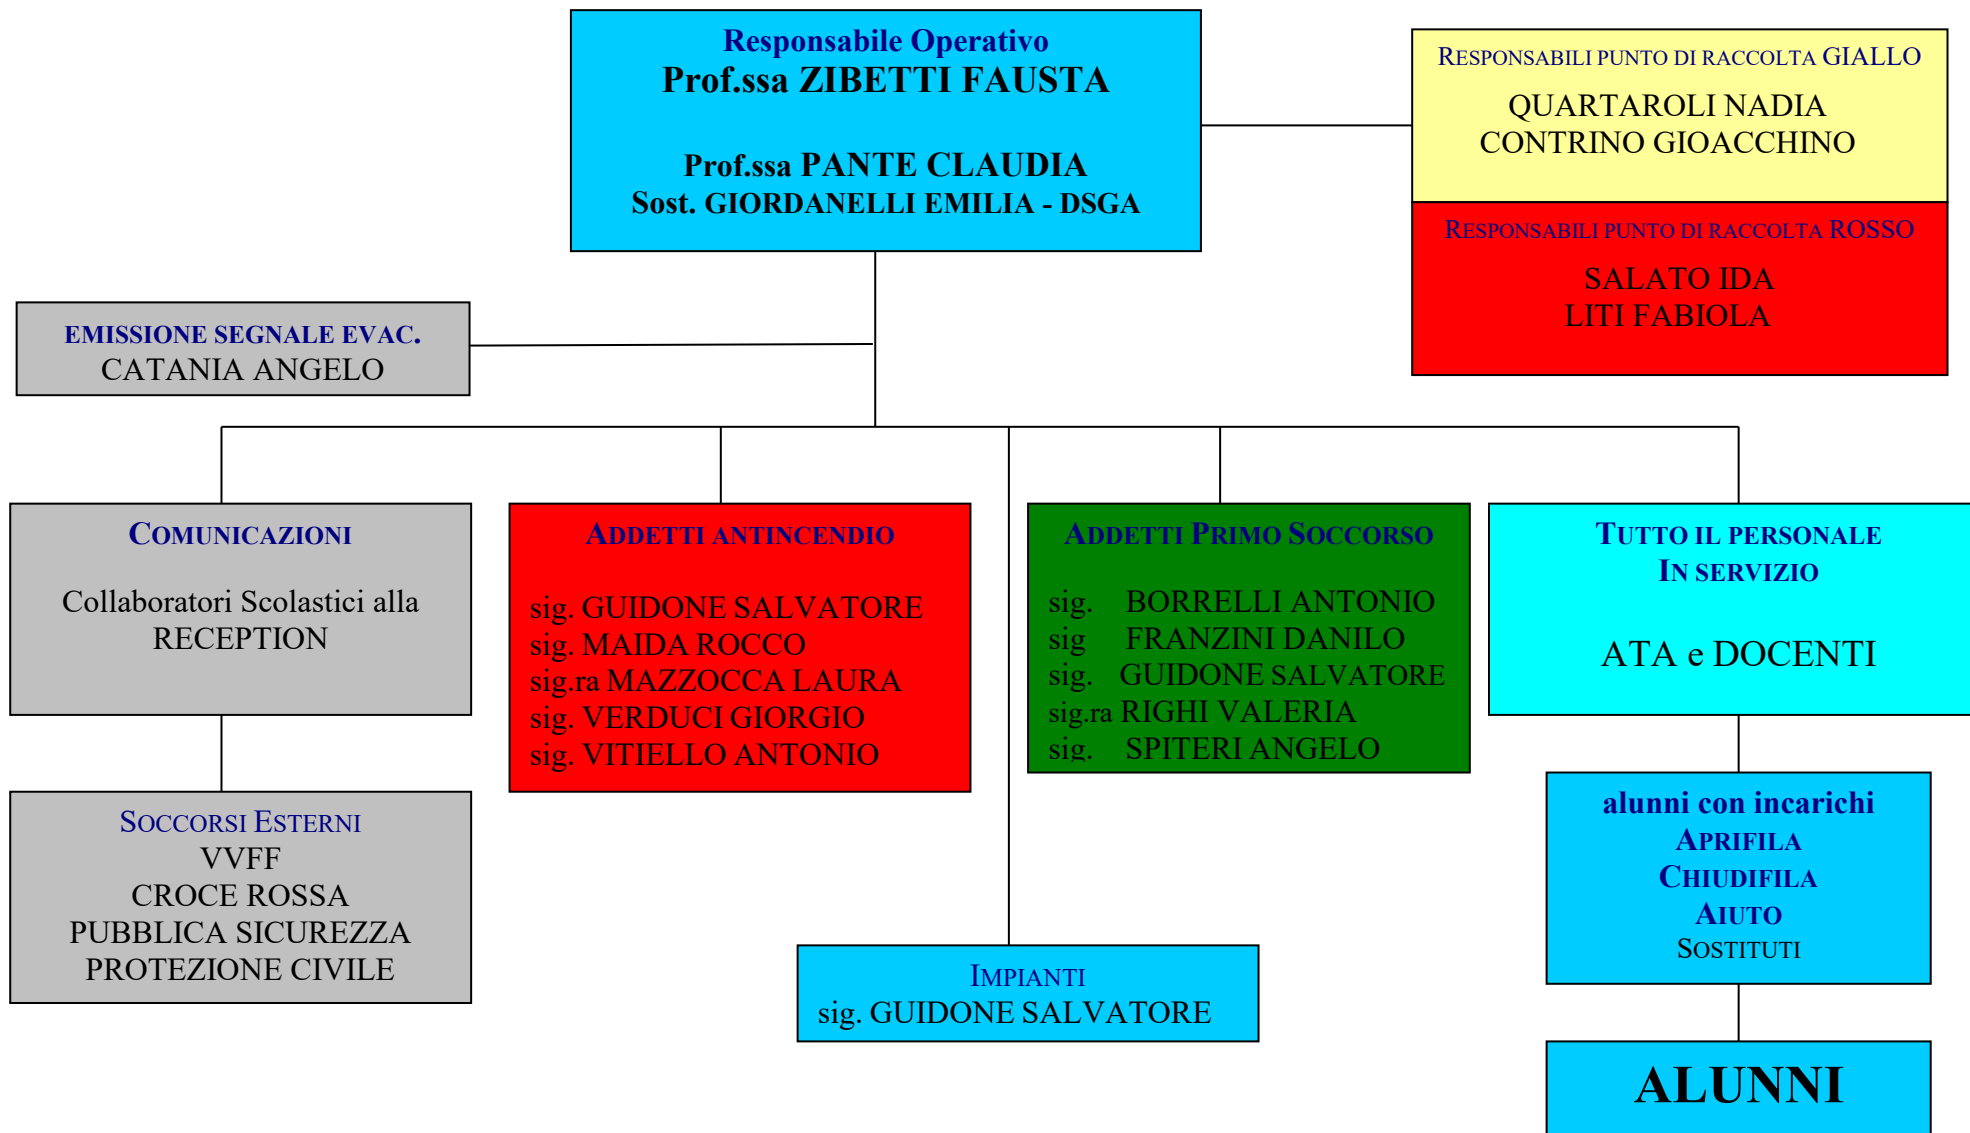 Responsabile Operativo
Prof.ssa ZIBETTI FAUSTA
Prof.ssa PANTE CLAUDIA
Sost. GIORDANELLI EMILIA - DSGA
RESPONSABILI PUNTO DI RACCOLTA GIALLO
QUARTAROLI NADIA
CONTRINO GIOACCHINO
RESPONSABILI PUNTO DI RACCOLTA ROSSO
SALATO IDA
LITI FABIOLA
EMISSIONE SEGNALE EVAC.
CATANIA ANGELO
COMUNICAZIONI
Collaboratori Scolastici alla
RECEPTION
ADDETTI ANTINCENDIO
sig. GUIDONE SALVATORE
sig. MAIDA ROCCO
sig.ra MAZZOCCA LAURA
sig. VERDUCI GIORGIO
sig. VITIELLO ANTONIO
ADDETTI PRIMO SOCCORSO
sig. BORRELLI ANTONIO
sig FRANZINI DANILO
sig. GUIDONE SALVATORE
sig.ra RIGHI VALERIA
sig. SPITERI ANGELO
TUTTO IL PERSONALE
IN SERVIZIO
ATA e DOCENTI
SOCCORSI ESTERNI
VVFF
CROCE ROSSA
PUBBLICA SICUREZZA
PROTEZIONE CIVILE
IMPIANTI
sig. GUIDONE SALVATORE
alunni con incarichi
APRIFILA
CHIUDIFILA
AIUTO
SOSTITUTI
ALUNNI